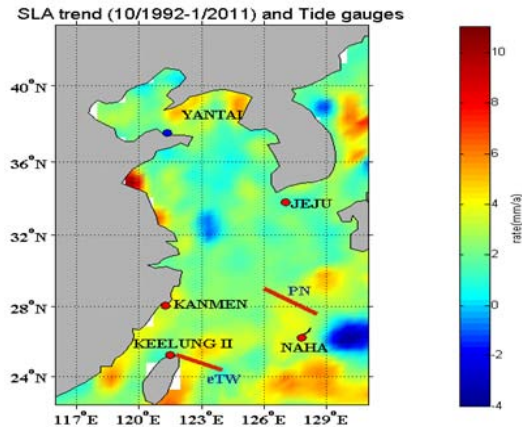 SLA trend (10/1992-1/2011) and Tide gauges
40°N
36°N
32°N
28°N
24°N
117°E
120°E
123°E
126°E
129°E
YANTAI
JEJU
PN
KANMEN
KEELUNG II
NAHA
eTW
10
8
6
4
2
0
−2
−4
rate(mm/a)